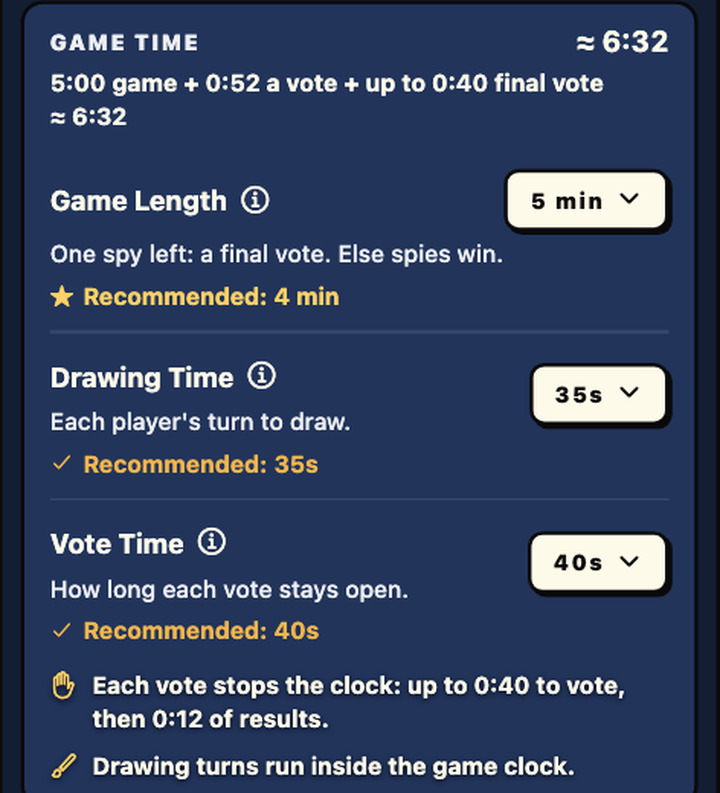 GAME TIME ≈ 6:32
5:00 game + 0:52 a vote + up to 0:40 final vote
≈ 6:32
Game Length
5 min
One spy left: a final vote. Else spies win.
Recommended: 4 min
Drawing Time
35s
Each player's turn to draw.
Recommended: 35s
Vote Time
40s
How long each vote stays open.
Recommended: 40s
Each vote stops the clock: up to 0:40 to vote,
then 0:12 of results.
Drawing turns run inside the game clock.